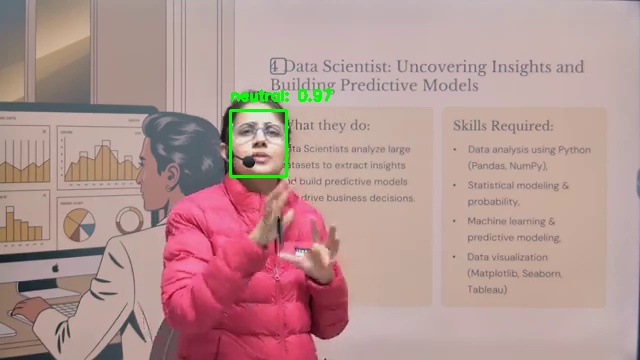 neutral: 0.97
4 Data Scientist: Uncovering Insights and
Building Predictive Models
What they do:
Data Scientists analyze large
datasets to extract insights
and build predictive models
drive business decisions.
Skills Required:
• Data analysis using Python
(Pandas, NumPy),
• Statistical modeling &
probability,
• Machine learning &
predictive modeling,
• Data visualization
(Matplotlib, Seaborn,
Tableau)